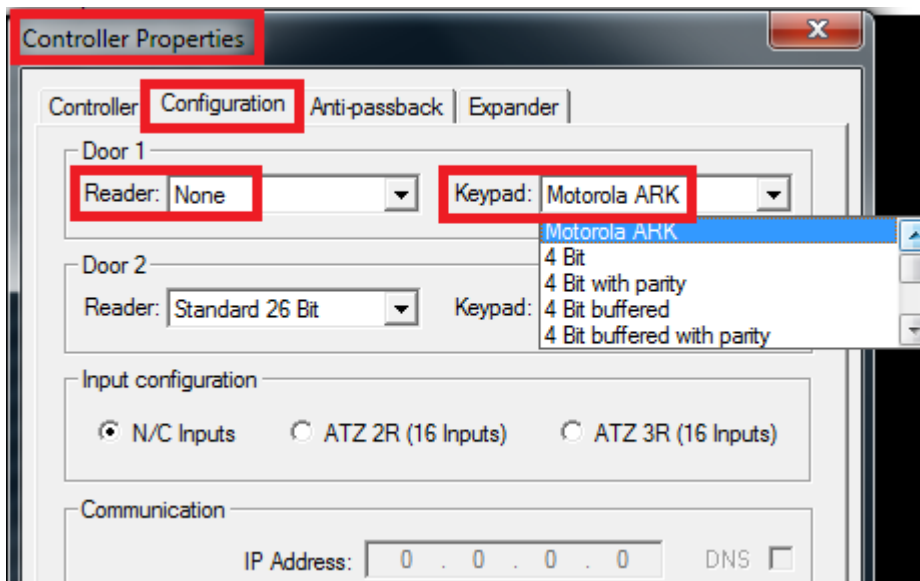 Controller Properties
x
Controller Configuration Anti-passback Expander
Door 1
Reader: None Keypad: Motorola ARK
Motorola ARK
4 Bit
4 Bit with parity
4 Bit buffered
4 Bit buffered with parity
Door 2
Reader: Standard 26 Bit Keypad:
Input configuration
N/C Inputs ATZ 2R (16 Inputs) ATZ 3R (16 Inputs)
Communication
IP Address: 0 . 0 . 0 . 0 DNS